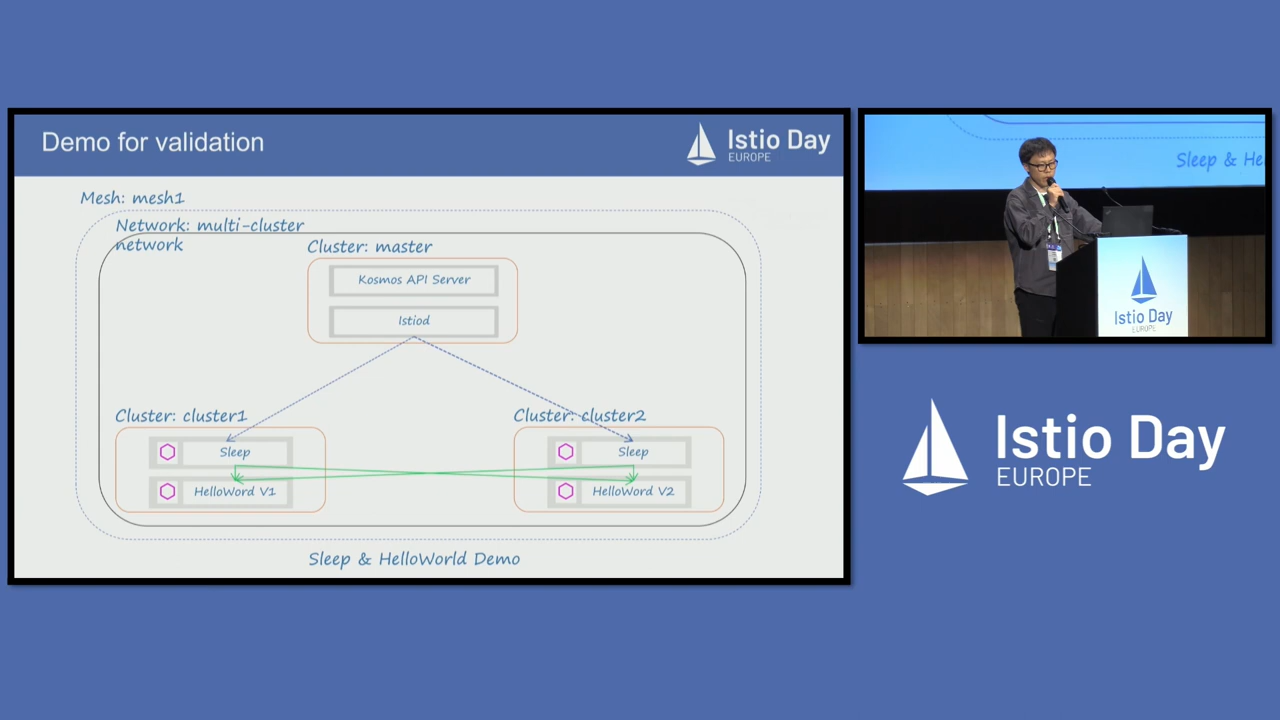 Demo for validation
Istio Day
EUROPE
Mesh: mesh1
Network: multi-cluster
network
Cluster: master
Kosmos API Server
Istiod
Cluster: cluster1
Sleep
HelloWord V1
Cluster: cluster2
Sleep
HelloWord V2
Sleep & HelloWorld Demo
Sleep & He
Istio Day
EUROPE
Istio Day
EUROPE